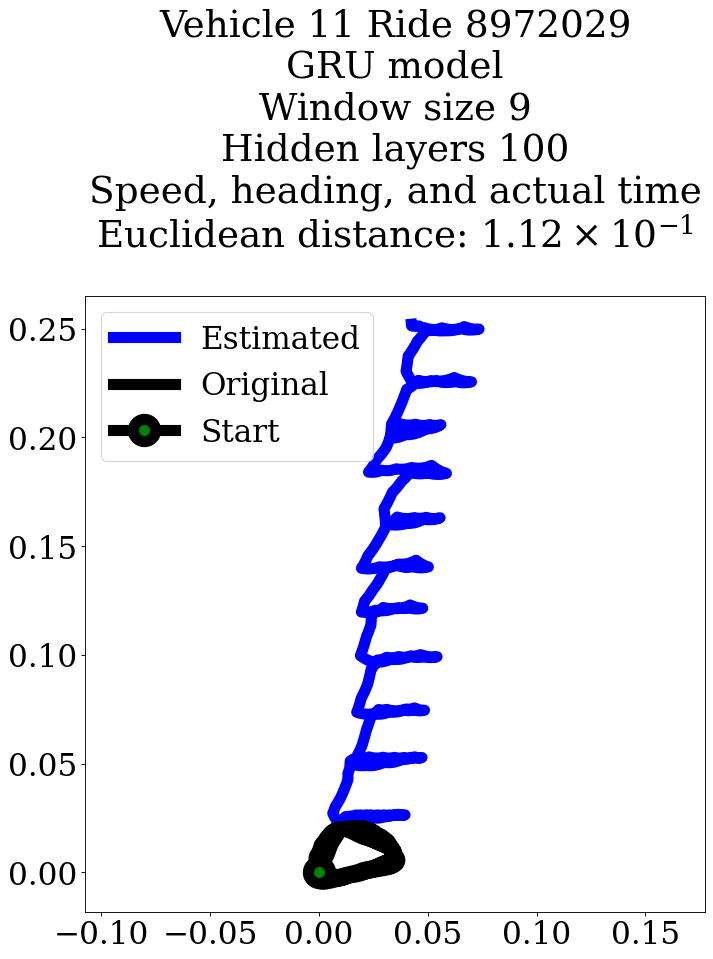 Vehicle 11 Ride 8972029
GRU model
Window size 9
Hidden layers 100
Speed, heading, and actual time
Euclidean distance: 1.12 × 10⁻¹
Estimated
Original
Start
0.25
0.20
0.15
0.10
0.05
0.00
−0.10 −0.05 0.00 0.05 0.10 0.15